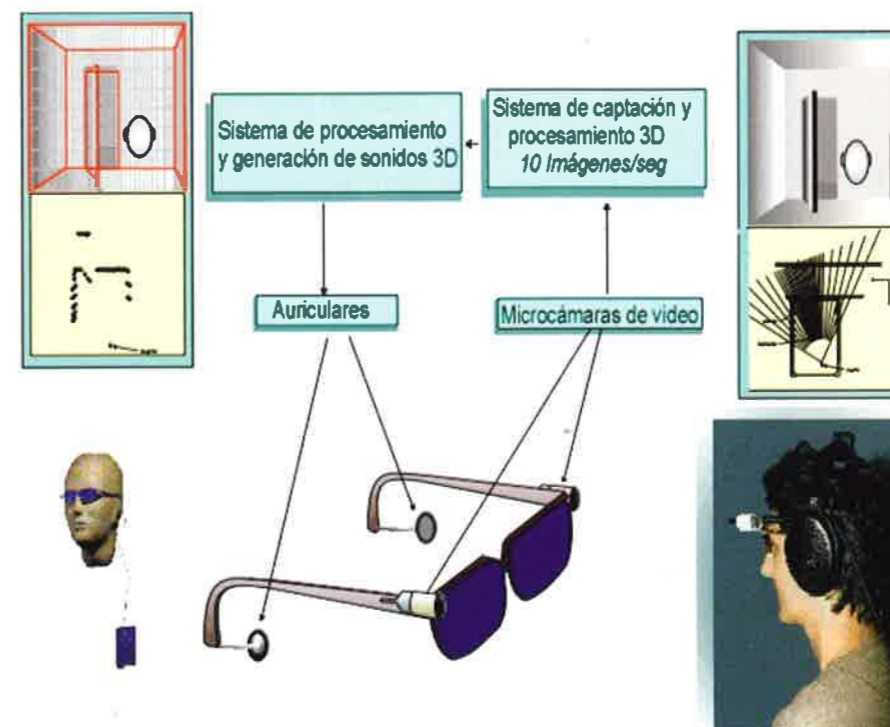 Sistema de procesamiento
y generación de sonidos 3D
Sistema de captación y
procesamiento 3D
10 Imágenes/seg
Auriculares
Microcámaras de video